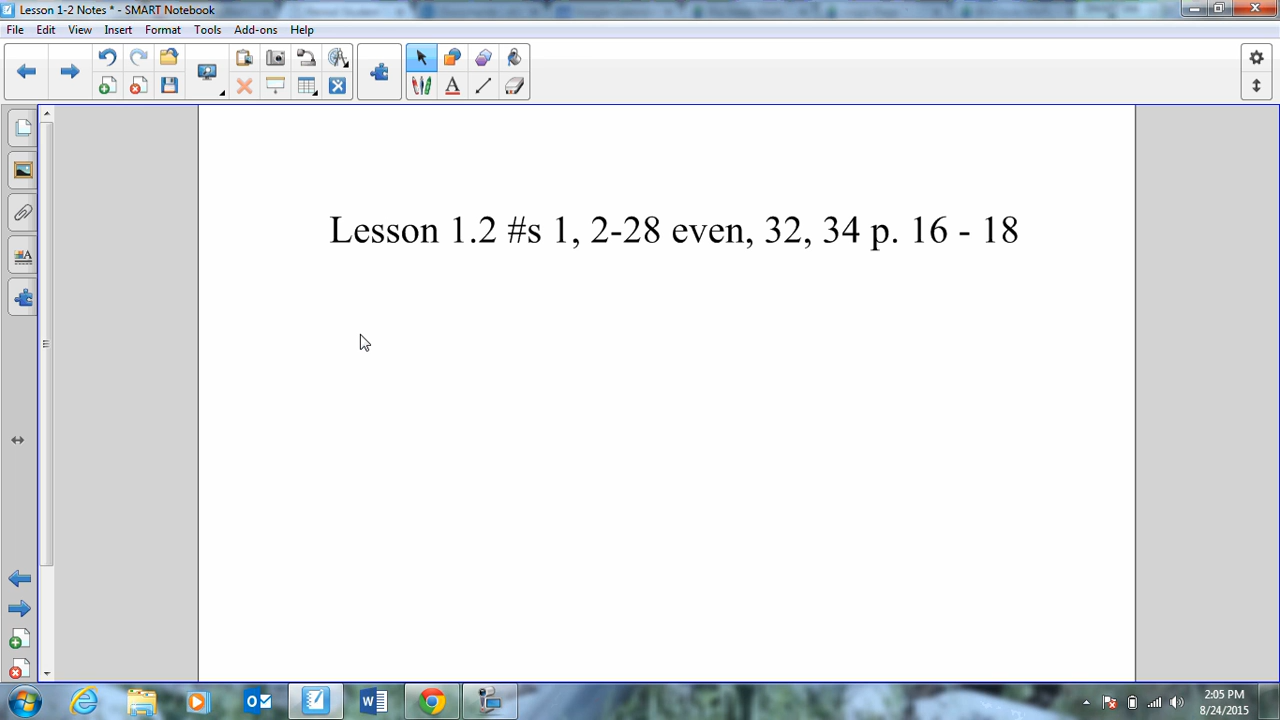 Lesson 1-2 Notes * - SMART Notebook
File Edit View Insert Format Tools Add-ons Help
Lesson 1.2 #s 1, 2-28 even, 32, 34 p. 16 - 18
2:05 PM
8/24/2015